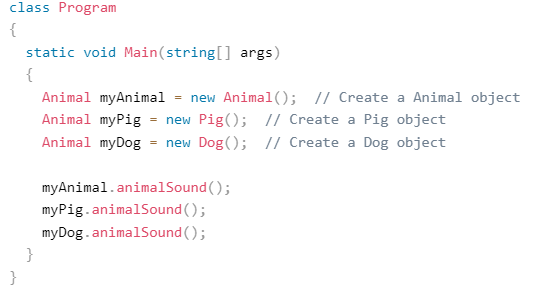 class Program
{
  static void Main(string[] args)
  {
    Animal myAnimal = new Animal();  // Create a Animal object
    Animal myPig = new Pig();  // Create a Pig object
    Animal myDog = new Dog();  // Create a Dog object

    myAnimal.animalSound();
    myPig.animalSound();
    myDog.animalSound();
  }
}